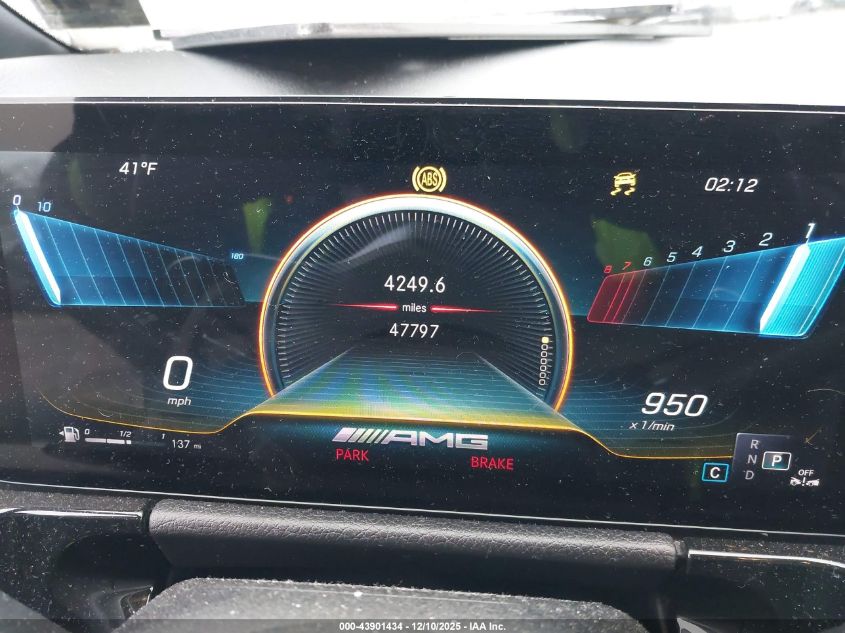 41°F
ABS
02:12
0 10
180
8 7 6 5 4 3 2 1
4249.6
miles
47797
0
mph
950
x 1/min
0 1/2 1
137 mi
AMG
PARK BRAKE
R
N P
D
C
OFF
000-43901434 - 12/10/2025 - IAA Inc.